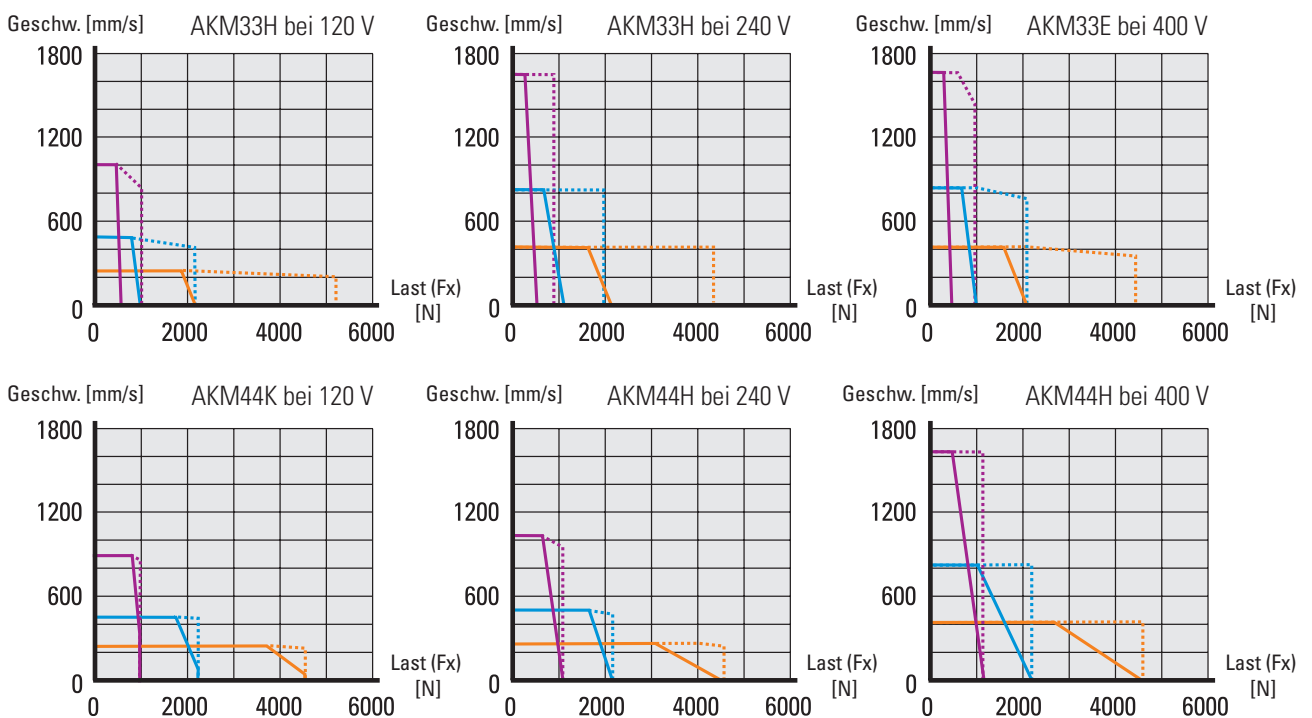 Geschw. [mm/s] AKM33H bei 120 V
1800
1200
600
0
0 2000 4000 6000
Last (Fx)
[N]
Geschw. [mm/s] AKM33H bei 240 V
1800
1200
600
0
0 2000 4000 6000
Last (Fx)
[N]
Geschw. [mm/s] AKM33E bei 400 V
1800
1200
600
0
0 2000 4000 6000
Last (Fx)
[N]
Geschw. [mm/s] AKM44K bei 120 V
1800
1200
600
0
0 2000 4000 6000
Last (Fx)
[N]
Geschw. [mm/s] AKM44H bei 240 V
1800
1200
600
0
0 2000 4000 6000
Last (Fx)
[N]
Geschw. [mm/s] AKM44H bei 400 V
1800
1200
600
0
0 2000 4000 6000
Last (Fx)
[N]